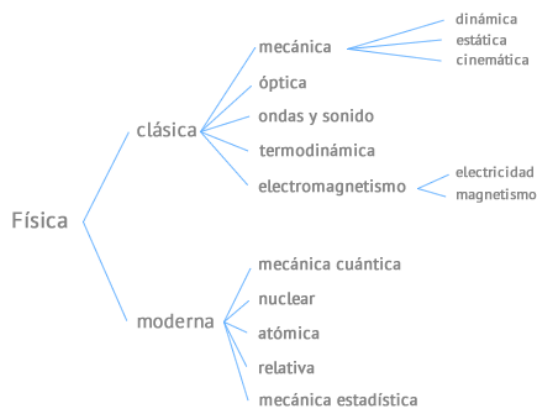 Física
clásica
mecánica
dinámica
estática
cinemática
óptica
ondas y sonido
termodinámica
electromagnetismo
electricidad
magnetismo
moderna
mecánica cuántica
nuclear
atómica
relativa
mecánica estadística